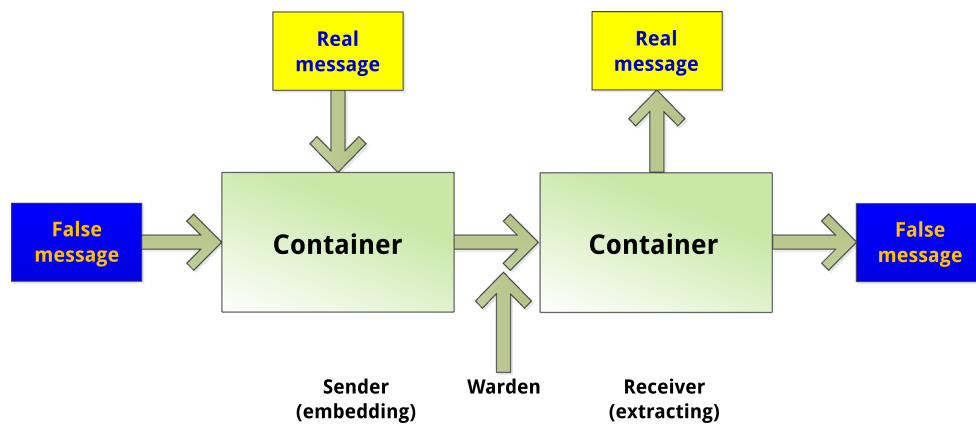 Real
message
Real
message
False
message
Container
Container
False
message
Sender
(embedding)
Warden
Receiver
(extracting)